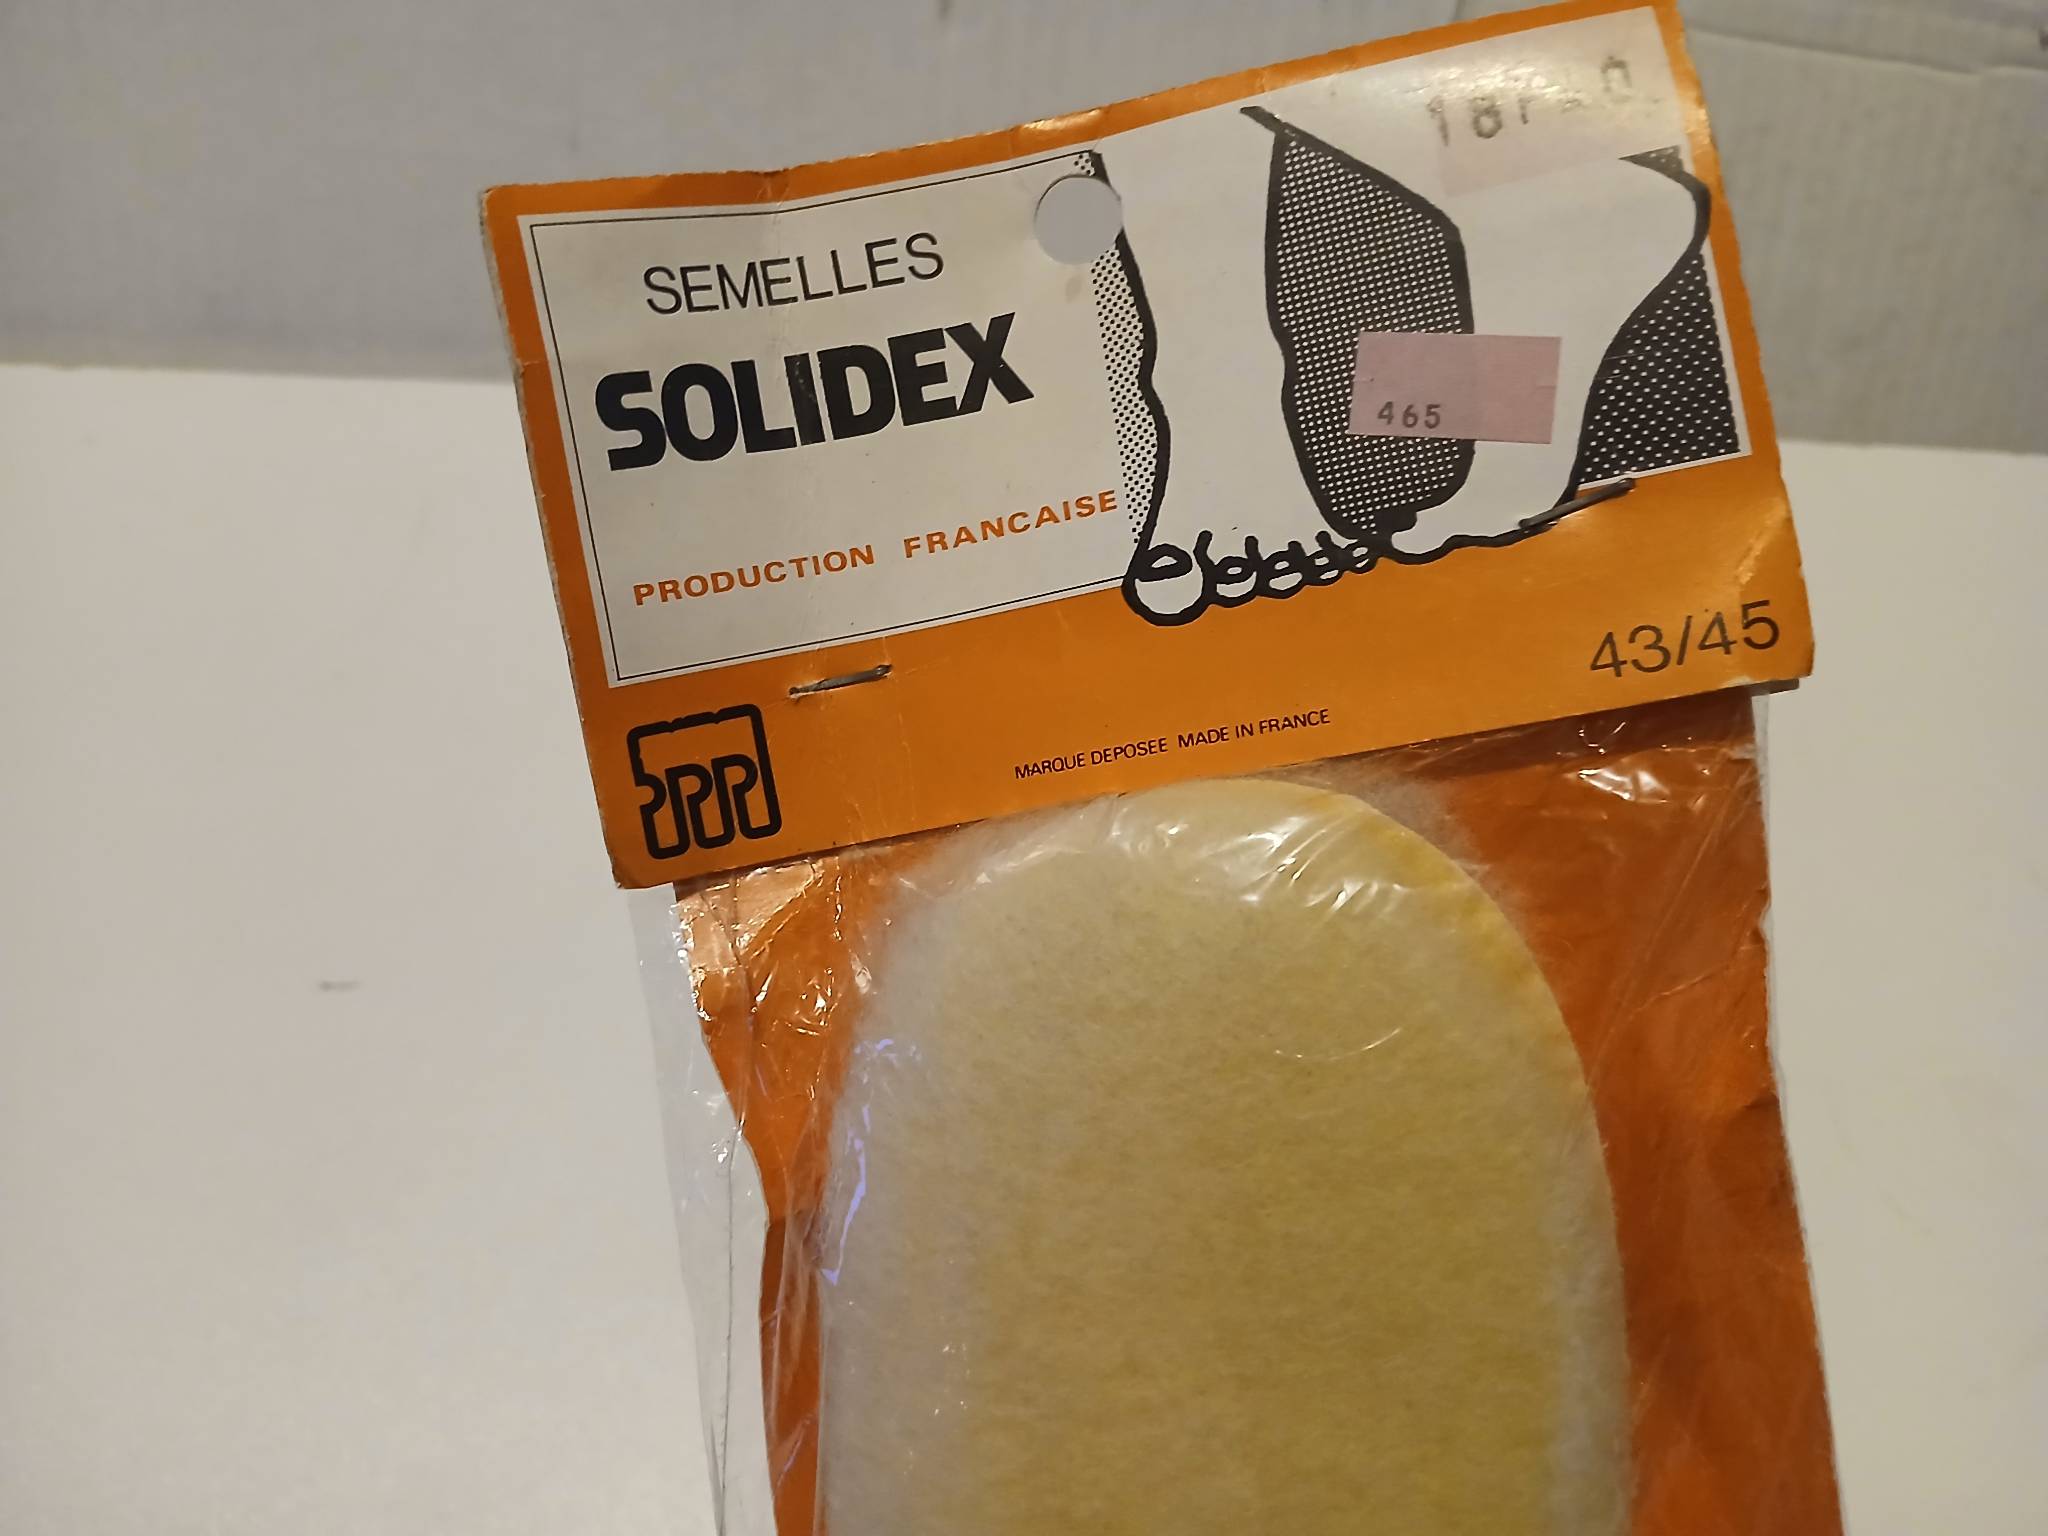 SEMELLES
SOLIDEX
PRODUCTION FRANCAISE
465
43/45
MARQUE DEPOSEE MADE IN FRANCE